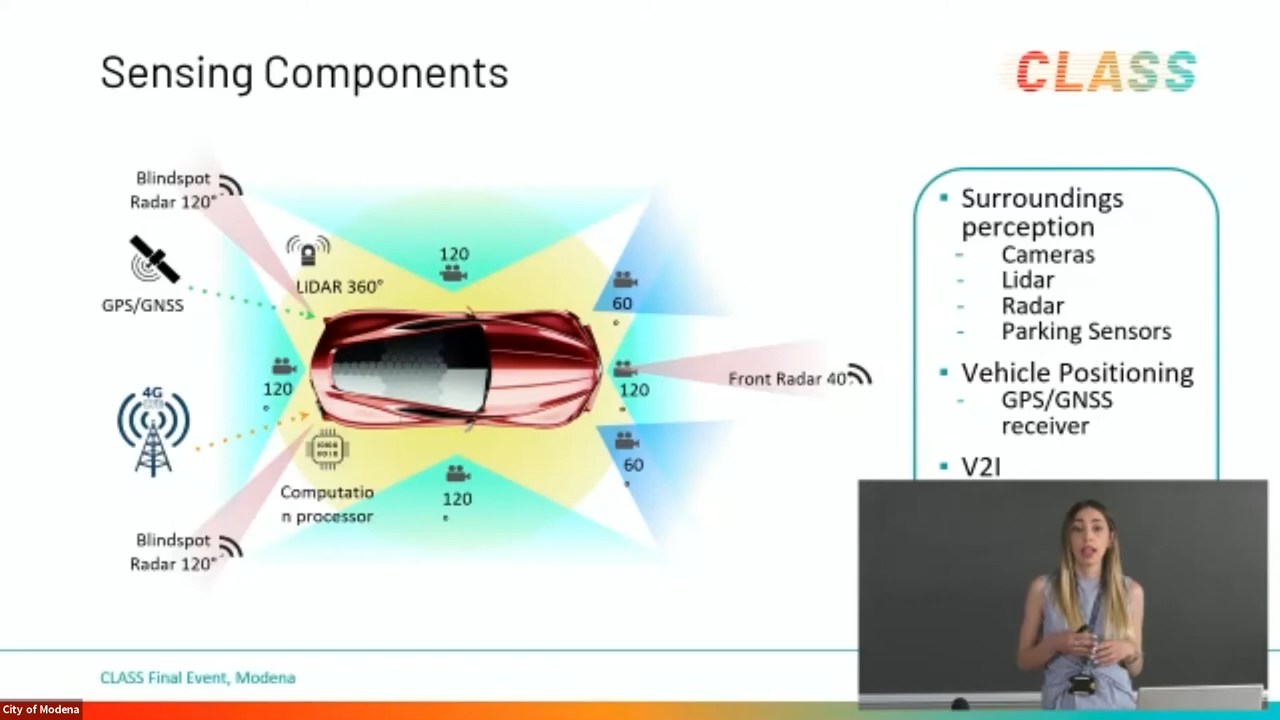 Sensing Components
CLASS
Blindspot
Radar 120°
GPS/GNSS
LiDAR 360°
120
60
°
120
°
120
°
Front Radar 40°
4G
60
°
Computatio
n processor
120
°
Blindspot
Radar 120°
▪ Surroundings
perception
- Cameras
- Lidar
- Radar
- Parking Sensors
▪ Vehicle Positioning
- GPS/GNSS
receiver
▪ V2I
CLASS Final Event, Modena
City of Modena